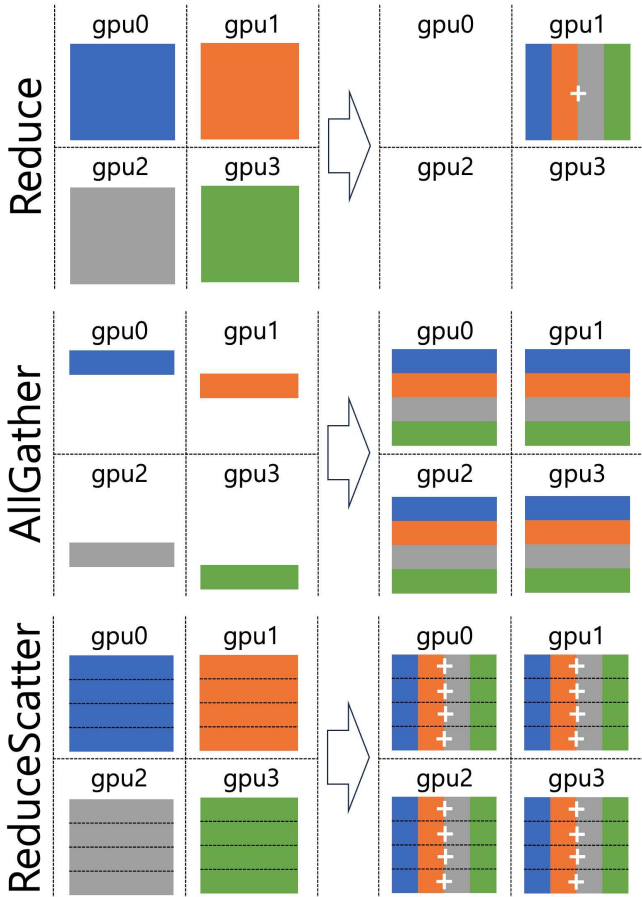 Reduce
gpu0 gpu1 gpu0 gpu1
+
gpu2 gpu3 gpu2 gpu3
AllGather
gpu0 gpu1 gpu0 gpu1
gpu2 gpu3 gpu2 gpu3
ReduceScatter
gpu0 gpu1 gpu0 gpu1
+ +
+ +
+ +
+ +
gpu2 gpu3 gpu2 gpu3
+ +
+ +
+ +
+ +